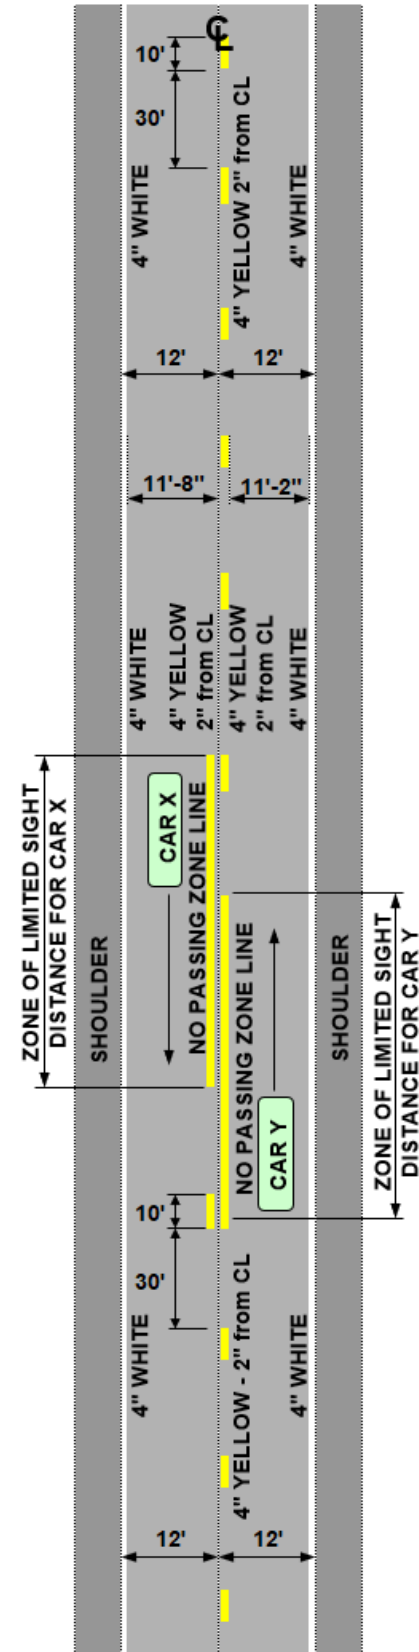 ℄
10'
30'
4" WHITE
4" YELLOW 2" from CL
4" WHITE
12'
12'
11'-8"
11'-2"
4" WHITE
4" YELLOW
2" from CL
4" YELLOW
2" from CL
4" WHITE
ZONE OF LIMITED SIGHT
DISTANCE FOR CAR X
SHOULDER
CAR X
NO PASSING ZONE LINE
NO PASSING ZONE LINE
CAR Y
SHOULDER
ZONE OF LIMITED SIGHT
DISTANCE FOR CAR Y
10'
30'
4" WHITE
4" YELLOW - 2" from CL
4" WHITE
12'
12'